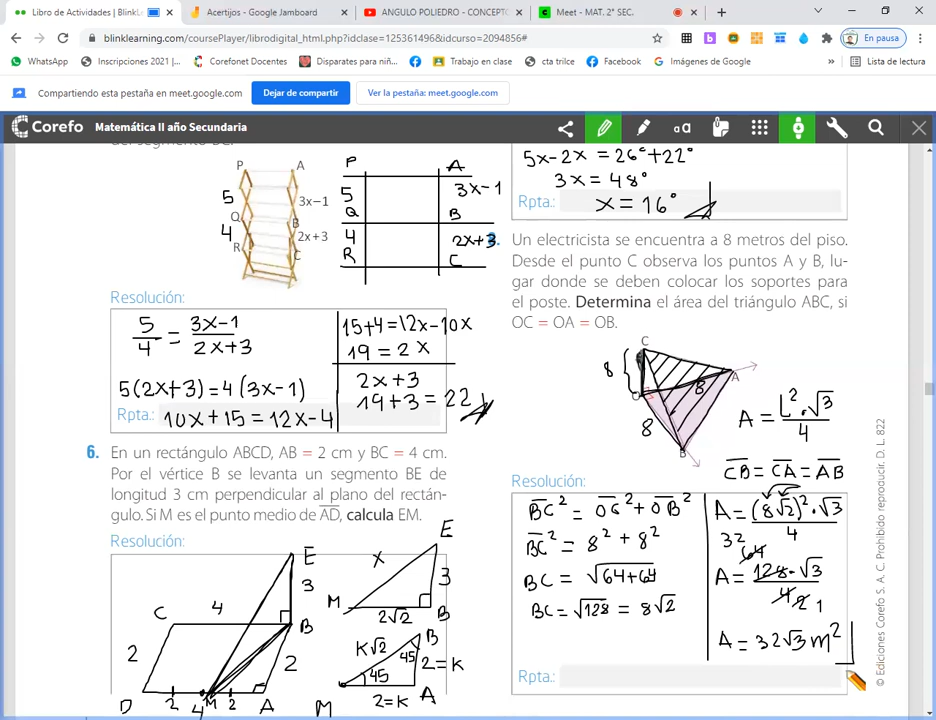 Libro de Actividades | BlinkLe
Acertijos - Google Jamboard
ANGULO POLIEDRO - CONCEPTO
Meet - MAT. 2° SEC.
blinklearning.com/coursePlayer/librodigital_html.php?idclase=125361496&idcurso=2094856#
En pausa
WhatsApp
Inscripciones 2021 |...
Corefonet Docentes
Disparates para niñ...
Trabajo en clase
cta trilce
Facebook
Imágenes de Google
»
Lista de lectura
Compartiendo esta pestaña en meet.google.com
Dejar de compartir
Ver la pestaña: meet.google.com
Corefo
Matemática II año Secundaria
aA
P A
5 3x−1
Q B
4 2x+3
R C
P A
5 3x-1
Q B
4 2x+3
R C
Resolución:
5/4 = (3x-1)/(2x+3)
5(2x+3)=4(3x-1)
Rpta.: 10x+15=12x-4
15+4=12x-10x
19=2x
2x+3
19+3=22
6. En un rectángulo ABCD, AB = 2 cm y BC = 4 cm.
Por el vértice B se levanta un segmento BE de
longitud 3 cm perpendicular al plano del rectán-
gulo. Si M es el punto medio de AD, calcula EM.
Resolución:
E
3
C 4 B
2 2
D 2 M 2 A
4
E
x 3
M 2√2 B
B
K√2 45 2=K
45
M 2=K A
5x-2x=26°+22°
3x=48°
Rpta.: x=16°
Un electricista se encuentra a 8 metros del piso.
Desde el punto C observa los puntos A y B, lu-
gar donde se deben colocar los soportes para
el poste. Determina el área del triángulo ABC, si
OC = OA = OB.
C
8
O 8 A
8
B
A = L²·√3/4
CB=CA=AB
Resolución:
BC²=OC²+OB²
BC²=8²+8²
BC=√64+64
BC=√128=8√2
A=(8√2)²·√3/4
32
64
A=128·√3/4 2 1
A=32√3m²
Rpta.:
© Ediciones Corefo S. A. C. Prohibido reproducir. D. L. 822